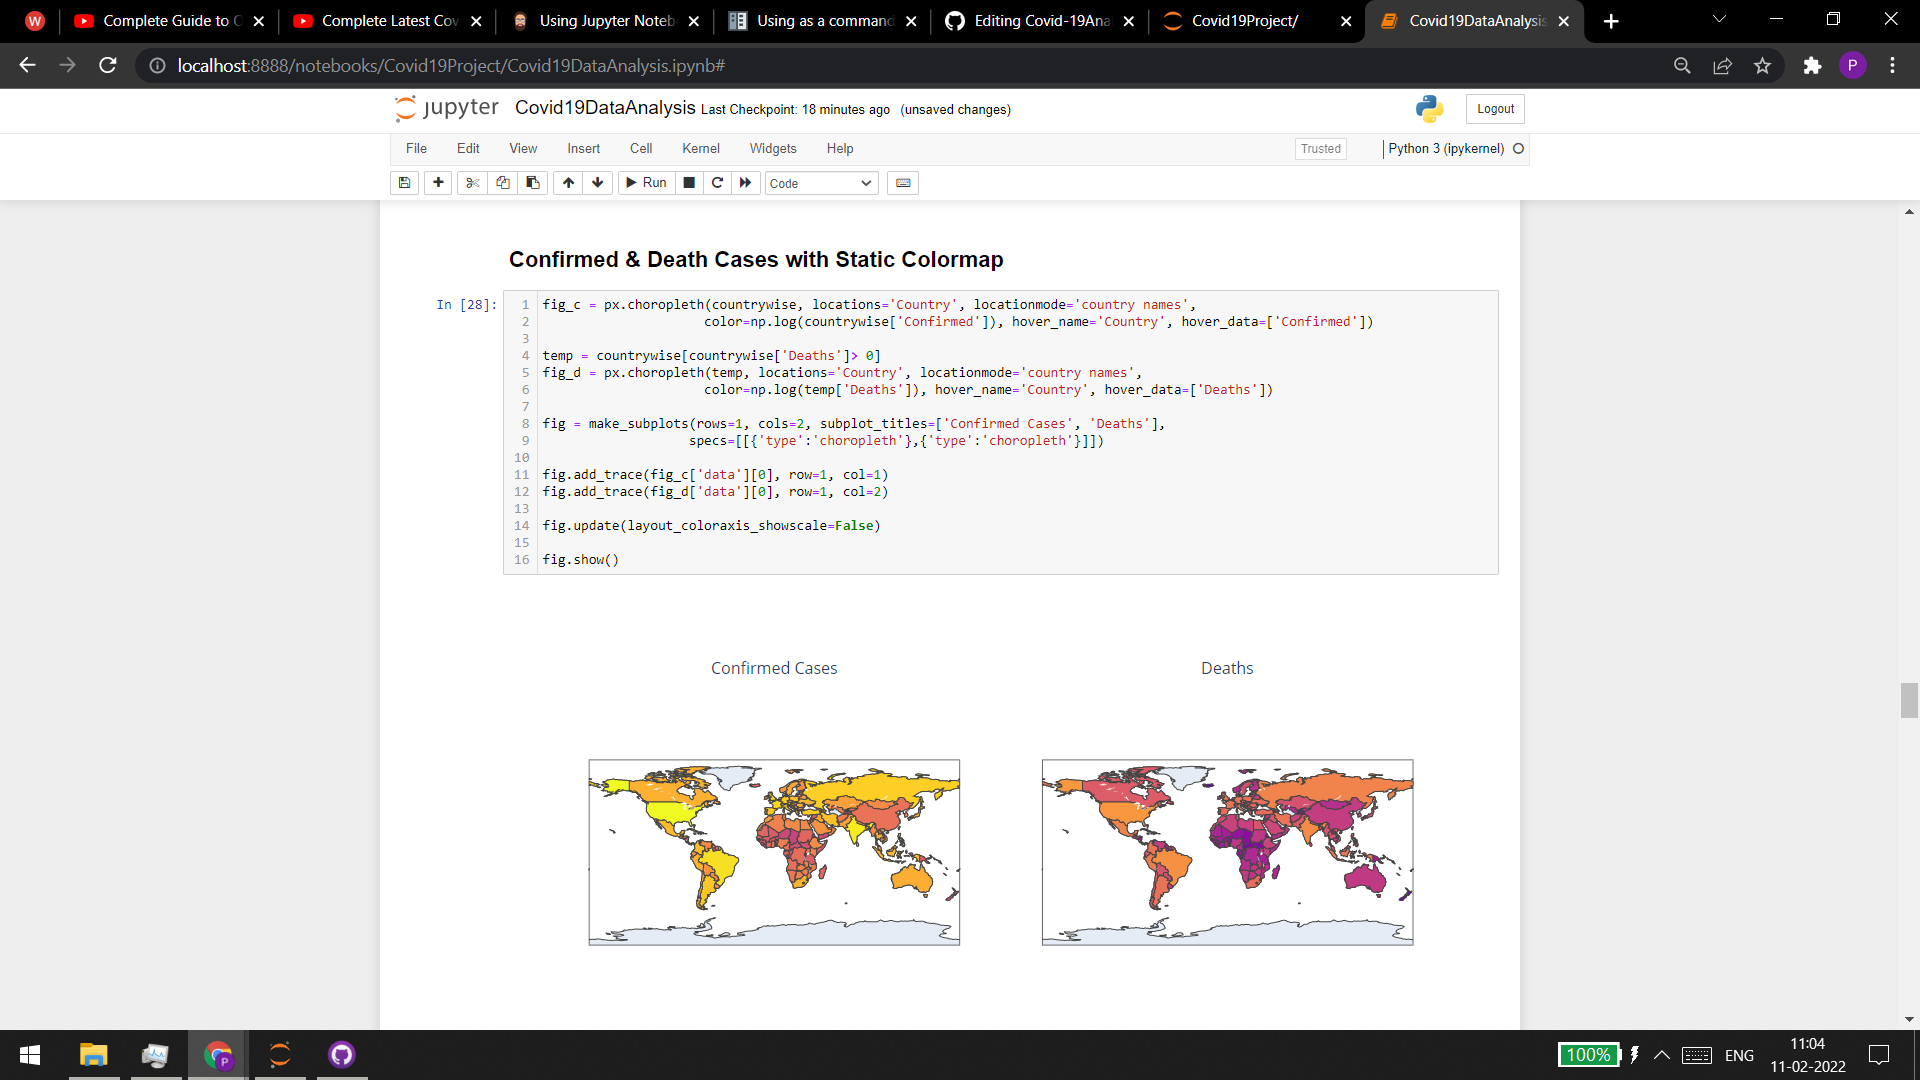 W
Complete Guide to C
Complete Latest Cov
Using Jupyter Noteb
Using as a command
Editing Covid-19Ana
Covid19Project/
Covid19DataAnalysis
localhost:8888/notebooks/Covid19Project/Covid19DataAnalysis.ipynb#
P
jupyter Covid19DataAnalysis Last Checkpoint: 18 minutes ago (unsaved changes)
Logout
File Edit View Insert Cell Kernel Widgets Help
Trusted
Python 3 (ipykernel)
Run
Code
Confirmed & Death Cases with Static Colormap
In [28]:
1 fig_c = px.choropleth(countrywise, locations='Country', locationmode='country names',
2 color=np.log(countrywise['Confirmed']), hover_name='Country', hover_data=['Confirmed'])
3
4 temp = countrywise[countrywise['Deaths']> 0]
5 fig_d = px.choropleth(temp, locations='Country', locationmode='country names',
6 color=np.log(temp['Deaths']), hover_name='Country', hover_data=['Deaths'])
7
8 fig = make_subplots(rows=1, cols=2, subplot_titles=['Confirmed Cases', 'Deaths'],
9 specs=[[{'type':'choropleth'},{'type':'choropleth'}]])
10
11 fig.add_trace(fig_c['data'][0], row=1, col=1)
12 fig.add_trace(fig_d['data'][0], row=1, col=2)
13
14 fig.update(layout_coloraxis_showscale=False)
15
16 fig.show()
Confirmed Cases
Deaths
P
100%
ENG
11:04
11-02-2022